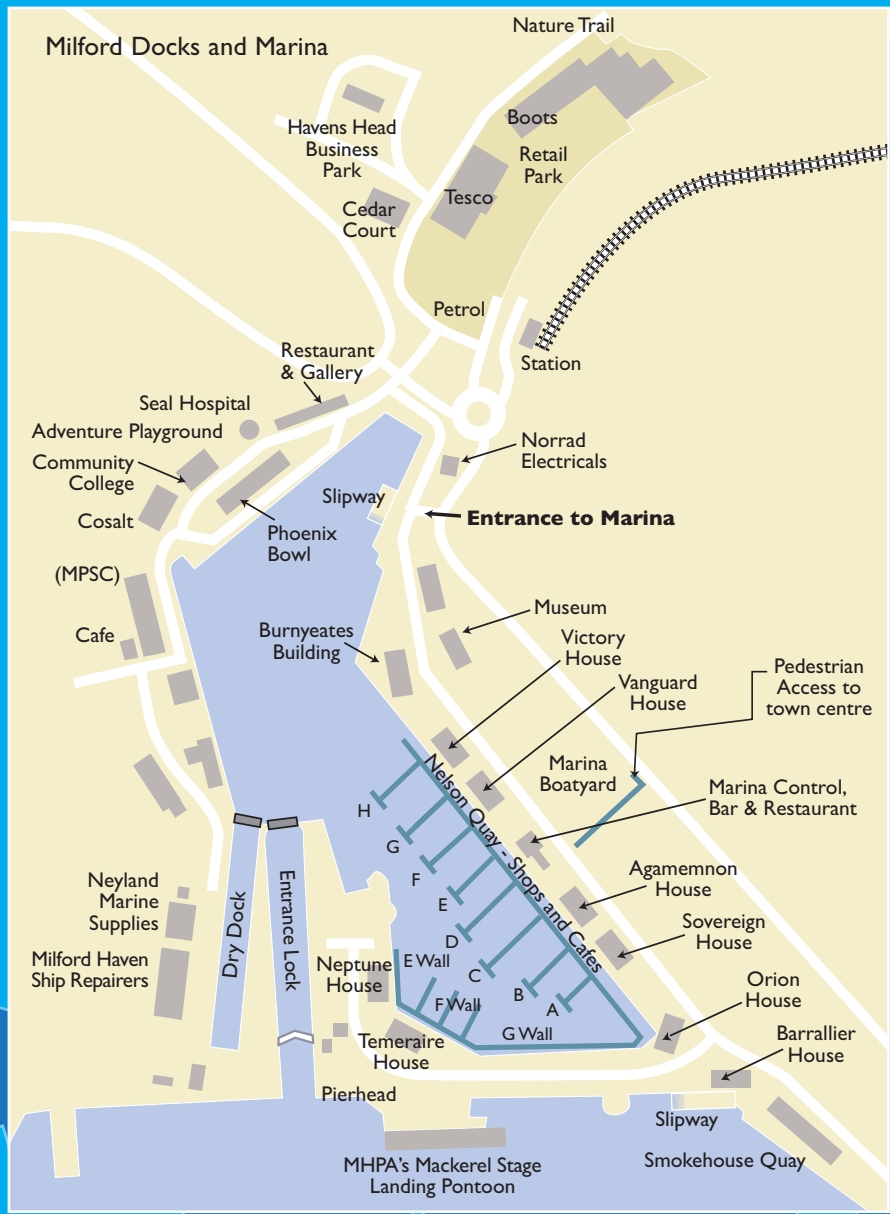 Milford Docks and Marina
Nature Trail
Boots
Havens Head
Business
Park
Retail
Park
Tesco
Cedar
Court
Petrol
Restaurant
& Gallery
Station
Seal Hospital
Adventure Playground
Norrad
Electricals
Community
College
Slipway
Entrance to Marina
Cosalt
Phoenix
Bowl
(MPSC)
Museum
Cafe
Burnyeates
Building
Victory
House
Pedestrian
Access to
town centre
Vanguard
House
Marina
Boatyard
Marina Control,
Bar & Restaurant
Nelson Quay - Shops and Cafes
H
G
F
E
D
C
B
A
Agamemnon
House
Neyland
Marine
Supplies
Sovereign
House
Milford Haven
Ship Repairers
Dry Dock
Entrance Lock
Neptune
House
E Wall
F Wall
G Wall
Orion
House
Temeraire
House
Barrallier
House
Pierhead
Slipway
MHPA's Mackerel Stage
Landing Pontoon
Smokehouse Quay